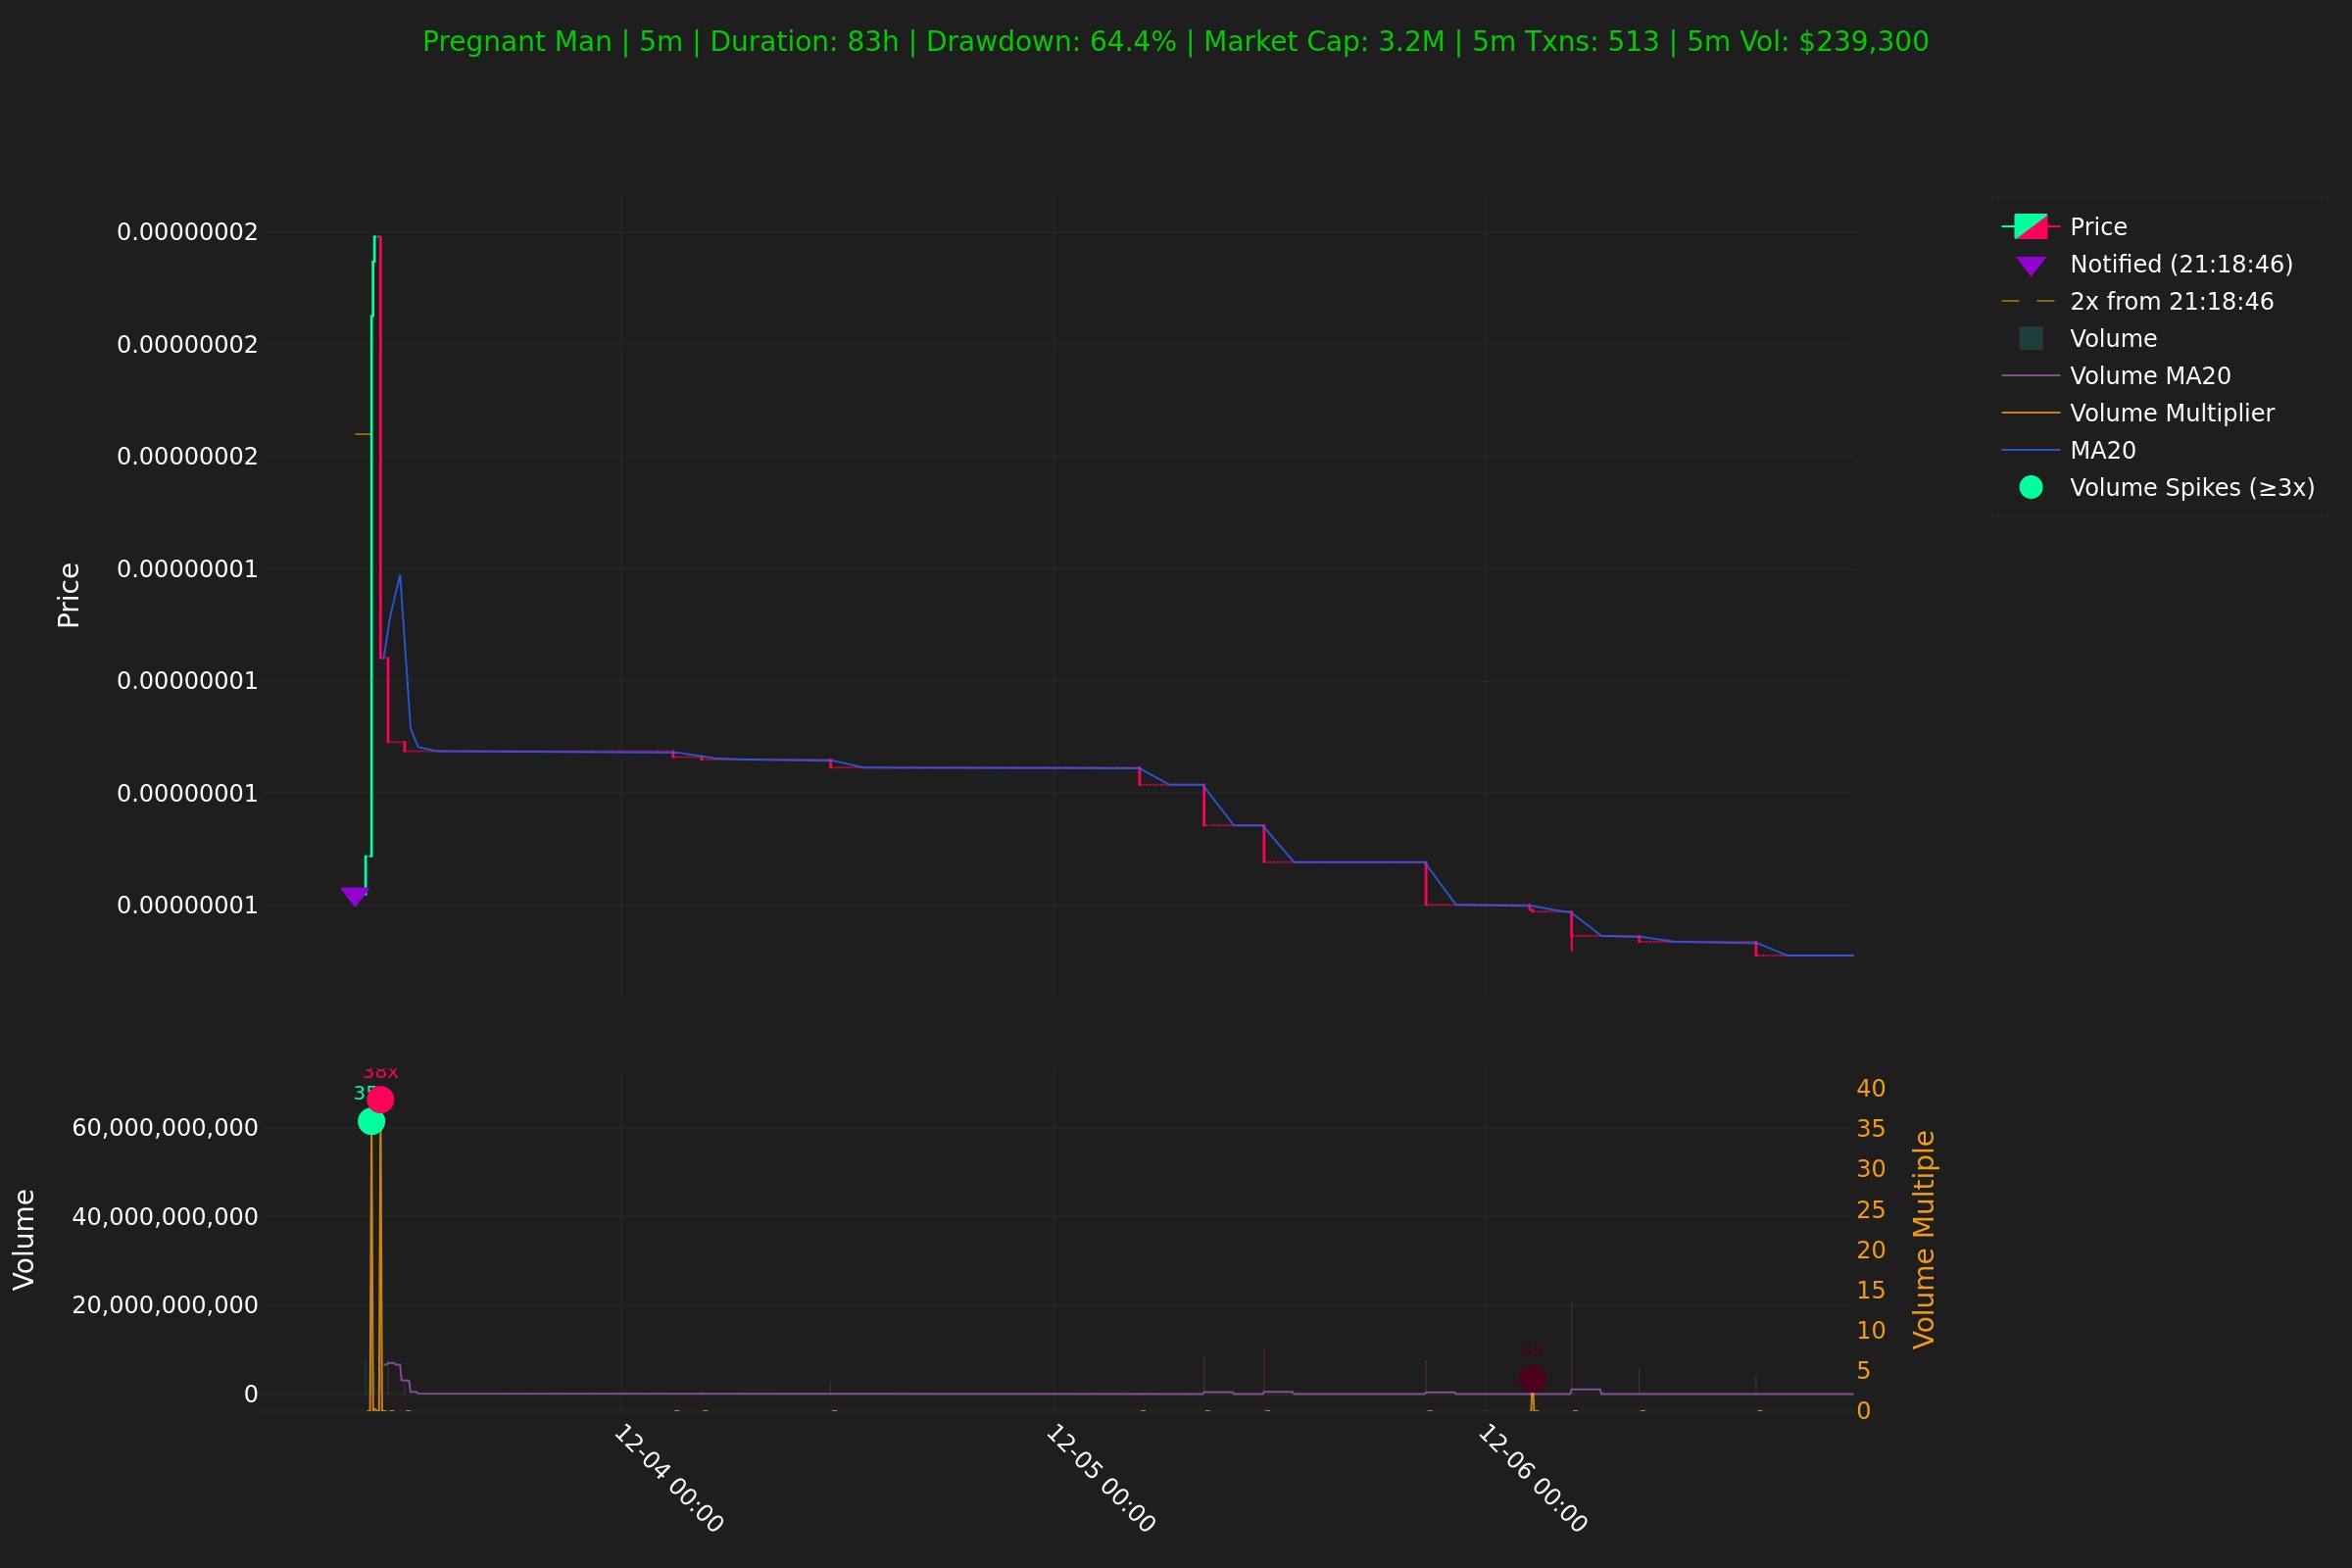 Pregnant Man | 5m | Duration: 83h | Drawdown: 64.4% | Market Cap: 3.2M | 5m Txns: 513 | 5m Vol: $239,300
Price
0.00000002
0.00000002
0.00000002
0.00000001
0.00000001
0.00000001
0.00000001
Price
Notified (21:18:46)
2x from 21:18:46
Volume
Volume MA20
Volume Multiplier
MA20
Volume Spikes (≥3x)
Volume
60,000,000,000
40,000,000,000
20,000,000,000
0
38x
4x
40
35
30
25
20
15
10
5
0
Volume Multiple
12-04 00:00
12-05 00:00
12-06 00:00